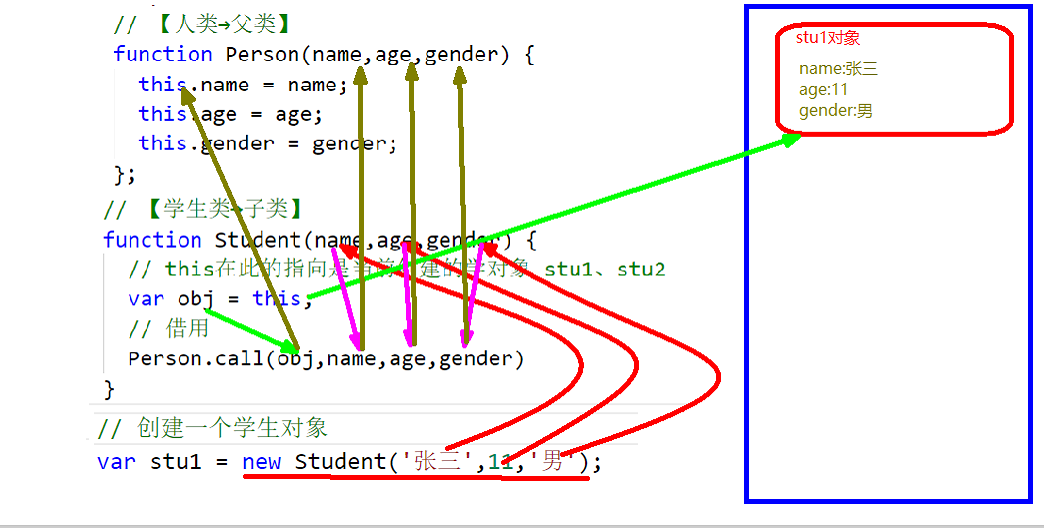 // 【人类→父类】
function Person(name,age,gender) {
this.name = name;
this.age = age;
this.gender = gender;
};
// 【学生类→子类】
function Student(name,age,gender) {
// this在此的指向是当前创建的学对象 stu1、stu2
var obj = this;
// 借用
Person.call(obj,name,age,gender)
}
// 创建一个学生对象
var stu1 = new Student('张三',11,'男');
stu1对象
name:张三
age:11
gender:男